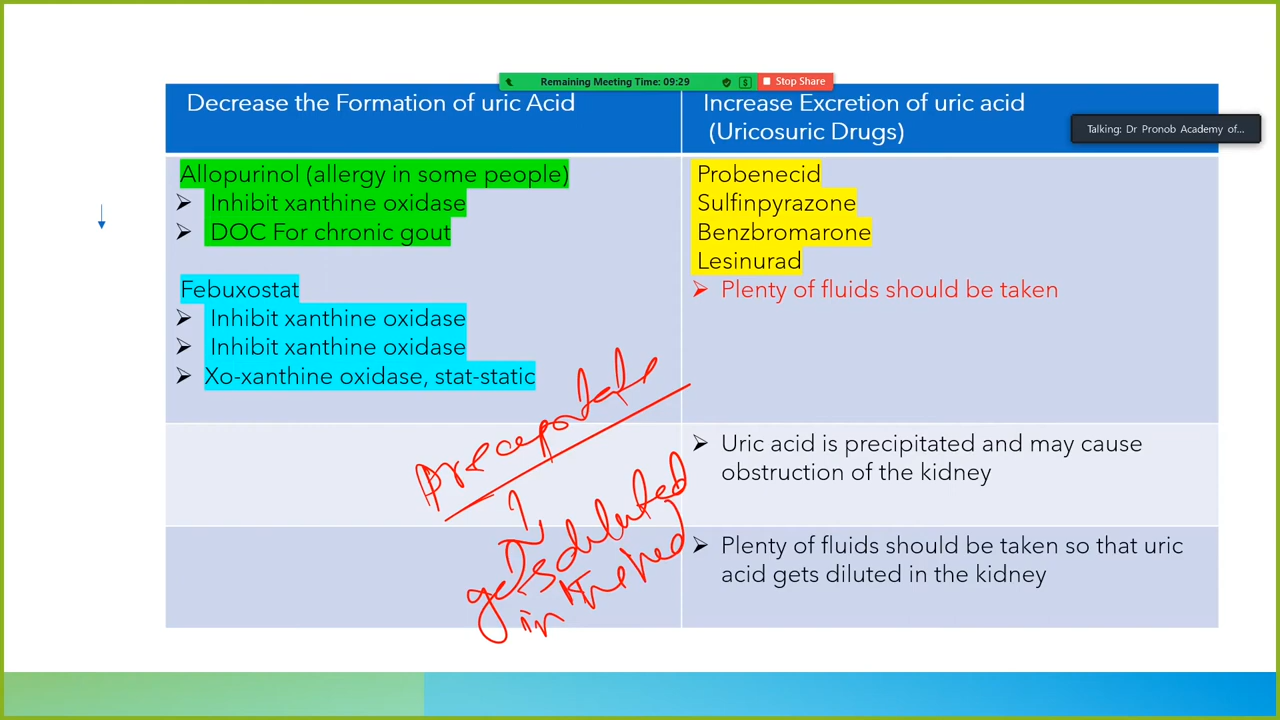 Remaining Meeting Time: 09:29
Stop Share
Talking: Dr Pronob Academy of...
Decrease the Formation of uric Acid
Increase Excretion of uric acid
(Uricosuric Drugs)
Allopurinol (allergy in some people)
Inhibit xanthine oxidase
DOC For chronic gout
Febuxostat
Inhibit xanthine oxidase
Inhibit xanthine oxidase
Xo-xanthine oxidase, stat-static
Probenecid
Sulfinpyrazone
Benzbromarone
Lesinurad
Plenty of fluids should be taken
Uric acid is precipitated and may cause
obstruction of the kidney
Plenty of fluids should be taken so that uric
acid gets diluted in the kidney
gets diluted
in the